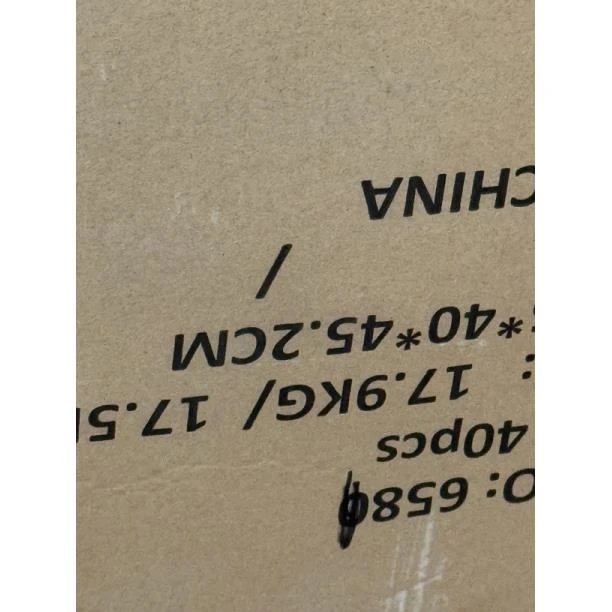 O: 658
40pcs
: 17.9KG/ 17.5
*40*45.2CM
/
CHINA